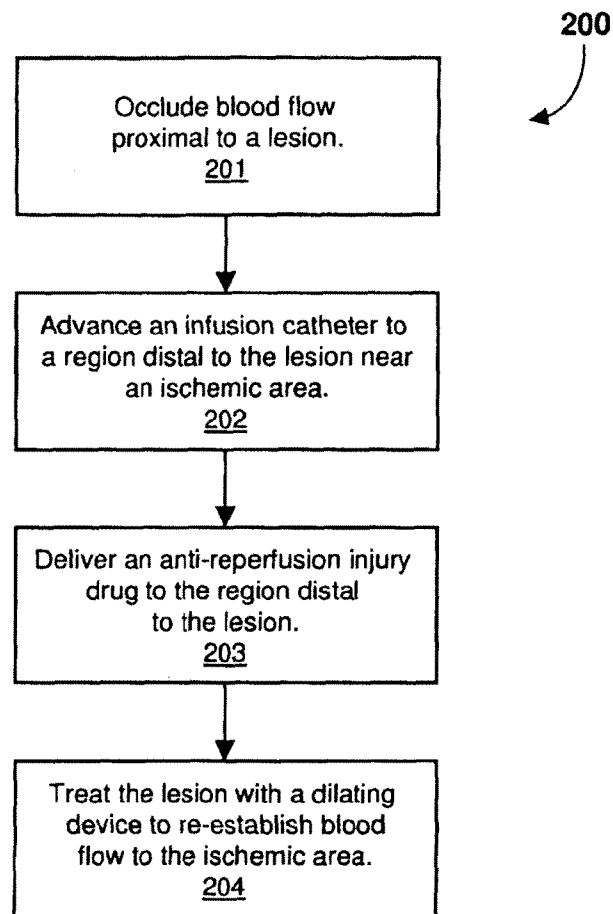 200
Occlude blood flow
proximal to a lesion.
201
Advance an infusion catheter to
a region distal to the lesion near
an ischemic area.
202
Deliver an anti-reperfusion injury
drug to the region distal
to the lesion.
203
Treat the lesion with a dilating
device to re-establish blood
flow to the ischemic area.
204